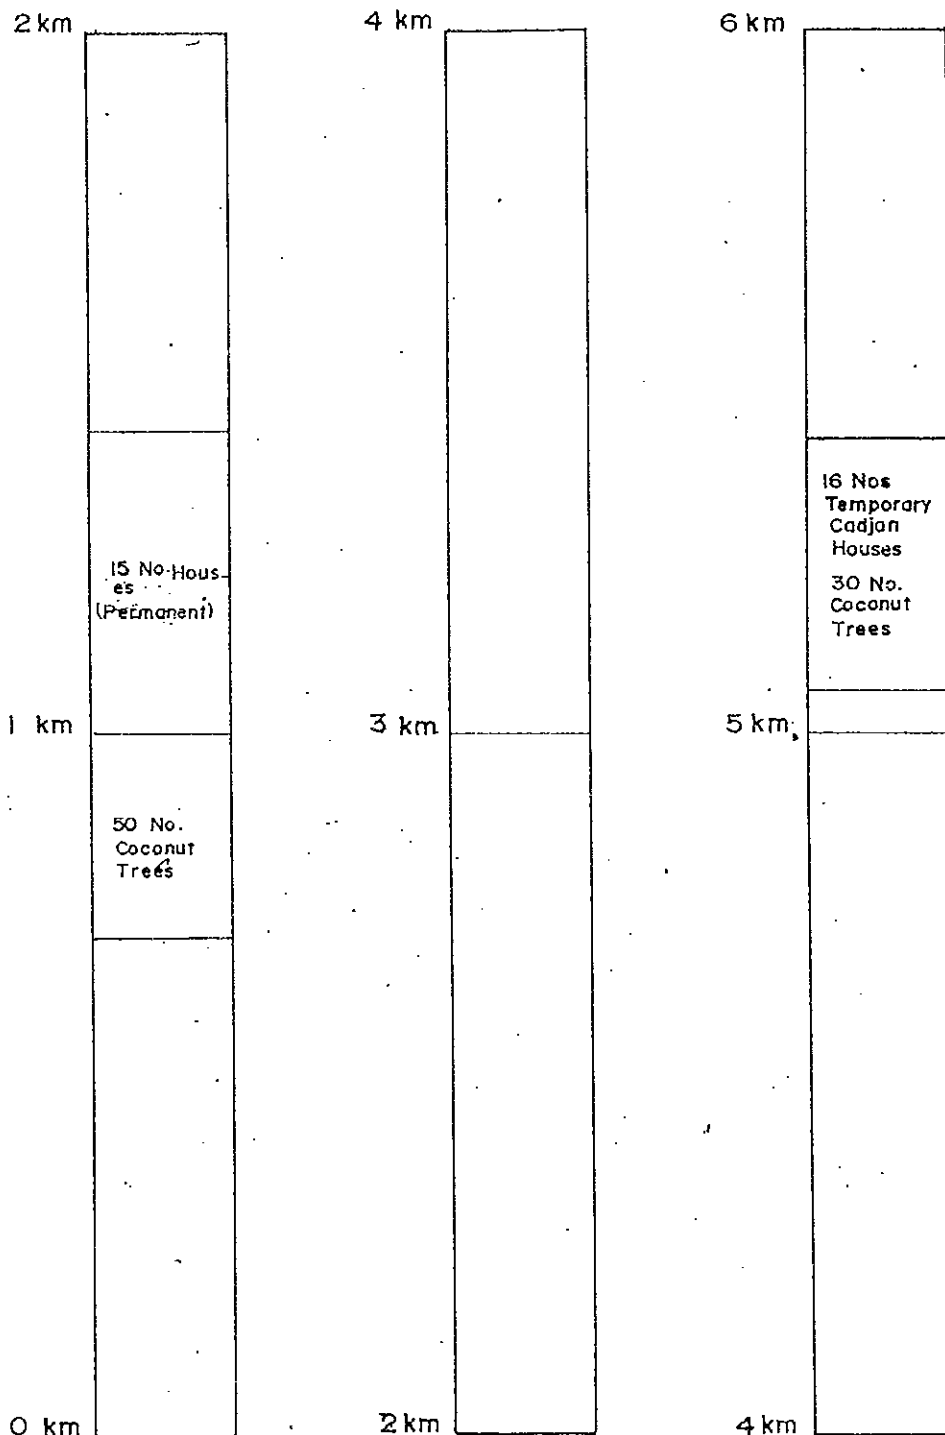 2 km
15 No. Hous
es
(Permanent)
1 km
50 No.
Coconut
Trees
0 km
4 km
3 km
2 km
6 km
16 Nos
Temporary
Cadjan
Houses
30 No.
Coconut
Trees
5 km
4 km